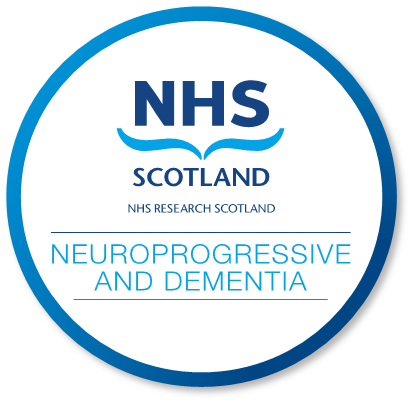 NHS
SCOTLAND
NHS RESEARCH SCOTLAND
NEUROPROGRESSIVE
AND DEMENTIA